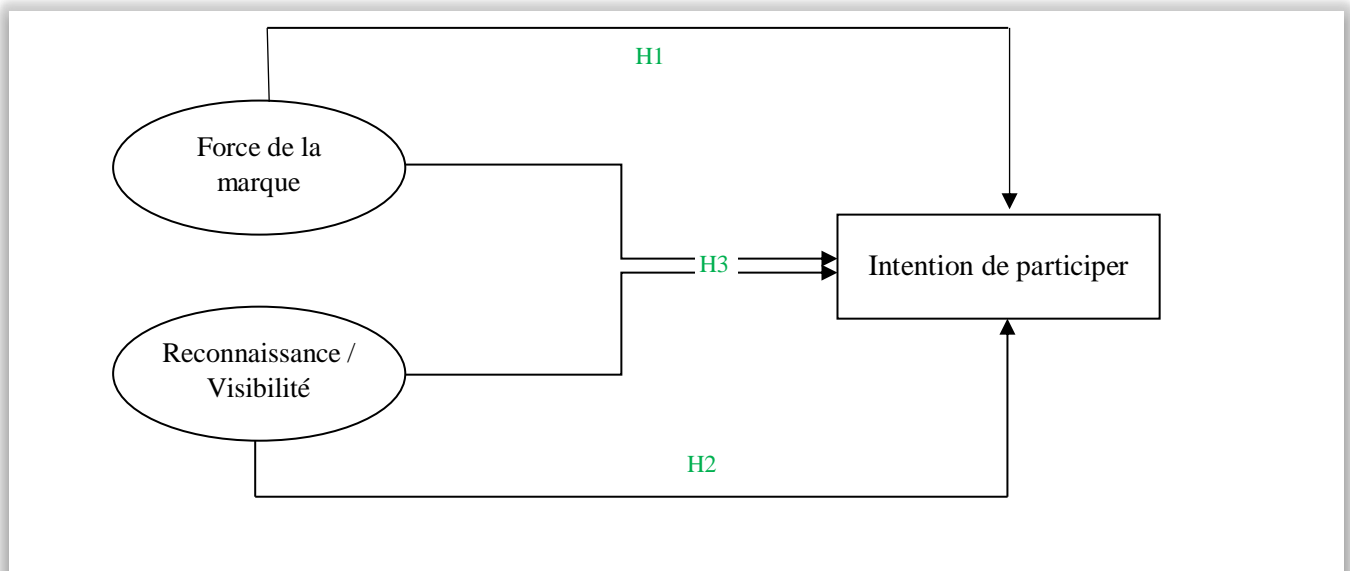 H1
Force de la
marque
H3
Intention de participer
Reconnaissance /
Visibilité
H2